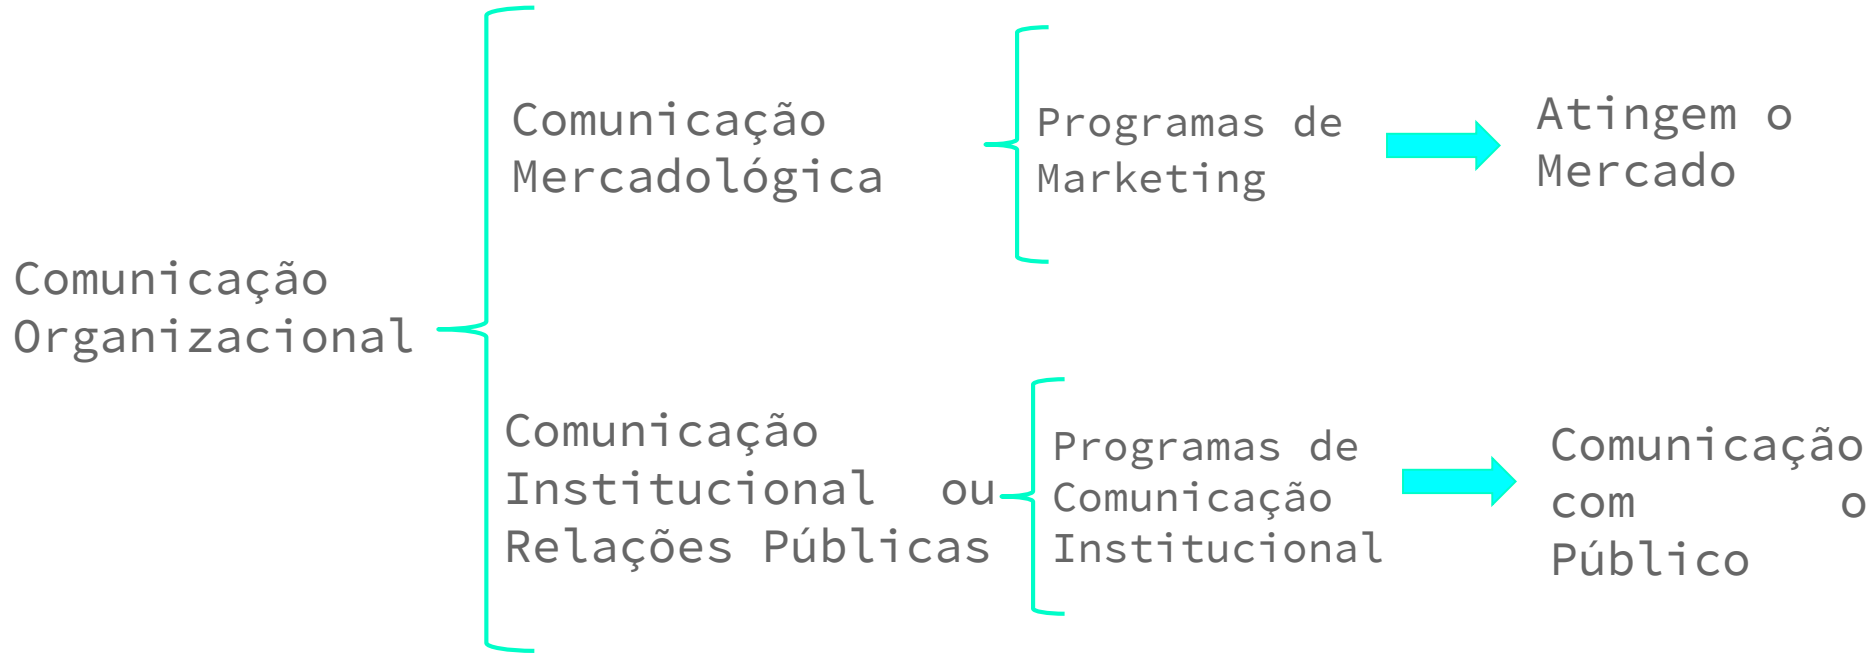 Comunicação
Organizacional
Comunicação
Mercadológica
Programas de
Marketing
Atingem o
Mercado
Comunicação
Institucional ou
Relações Públicas
Programas de
Comunicação
Institucional
Comunicação
com o
Público